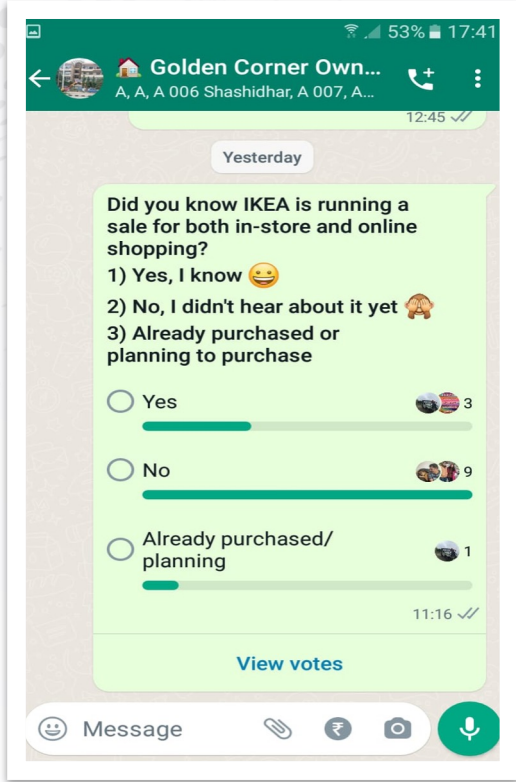 53% 17:41
🏠 Golden Corner Own...
A, A, A 006 Shashidhar, A 007, A...
12:45
Yesterday
Did you know IKEA is running a
sale for both in-store and online
shopping?
1) Yes, I know 😀
2) No, I didn't hear about it yet 🙈
3) Already purchased or
planning to purchase
Yes 3
No 9
Already purchased/
planning 1
11:16
View votes
Message ₹